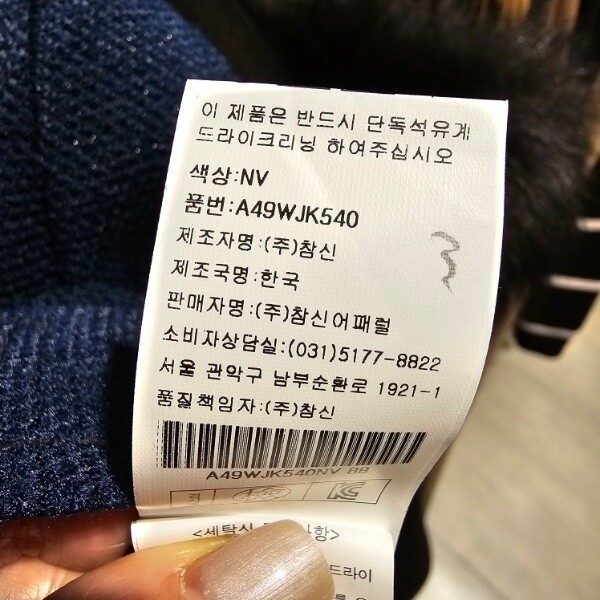 이 제품은 반드시 단독석유계
드라이크리닝 하여주십시오
색상:NV
품번:A49WJK540
제조자명:(주)참신
제조국명:한국
판매자명:(주)참신어패럴
소비자상담실:(031)5177-8822
서울 관악구 남부순환로 1921-1
품질책임자:(주)참신
A49WJK540NV 88
드라이